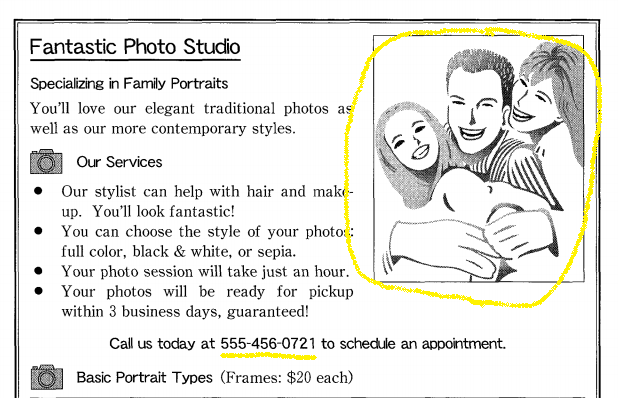 Fantastic Photo Studio
Specializing in Family Portraits
You'll love our elegant traditional photos as
well as our more contemporary styles.
Our Services
● Our stylist can help with hair and make-
up. You'll look fantastic!
● You can choose the style of your photos:
full color, black & white, or sepia.
● Your photo session will take just an hour.
● Your photos will be ready for pickup
within 3 business days, guaranteed!
Call us today at 555-456-0721 to schedule an appointment.
Basic Portrait Types (Frames: $20 each)